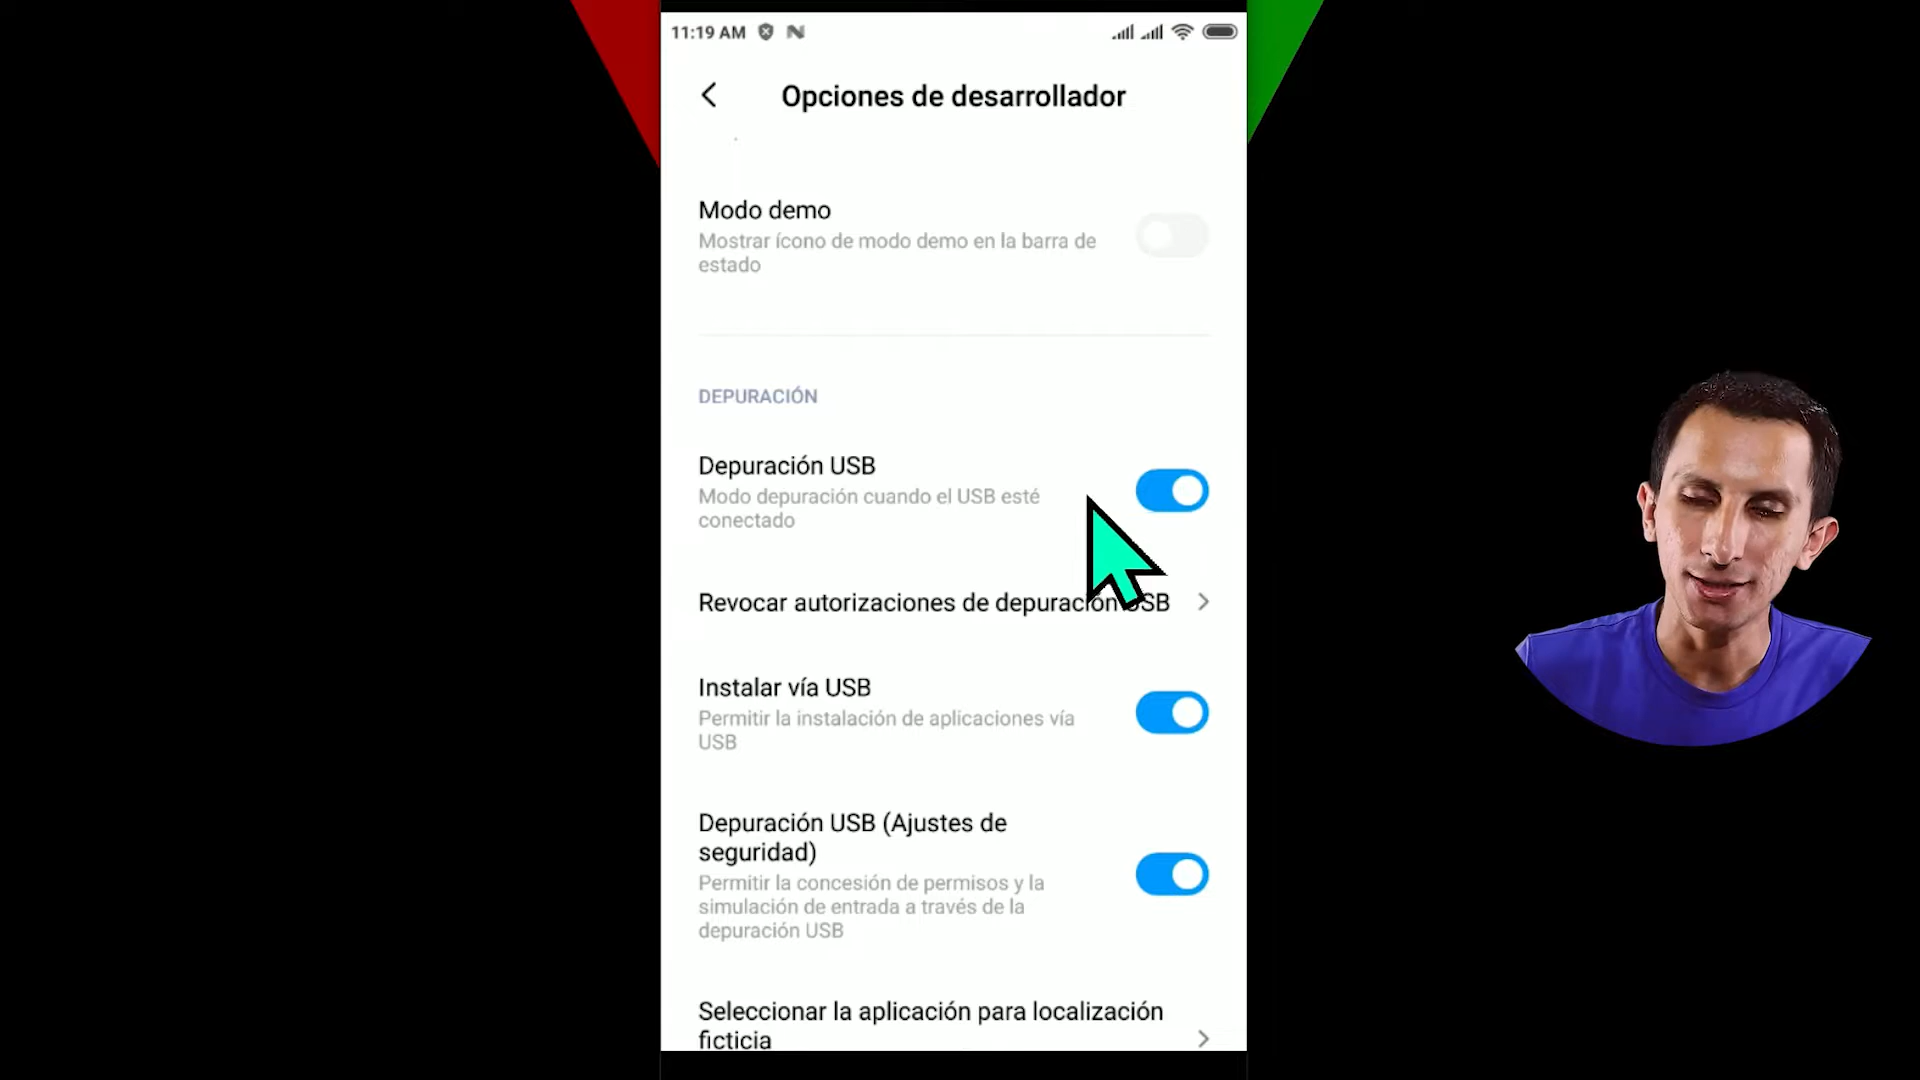 11:19 AM
Opciones de desarrollador
Modo demo
Mostrar ícono de modo demo en la barra de
estado
DEPURACIÓN
Depuración USB
Modo depuración cuando el USB esté
conectado
Revocar autorizaciones de depuración USB
Instalar vía USB
Permitir la instalación de aplicaciones vía
USB
Depuración USB (Ajustes de
seguridad)
Permitir la concesión de permisos y la
simulación de entrada a través de la
depuración USB
Seleccionar la aplicación para localización
ficticia